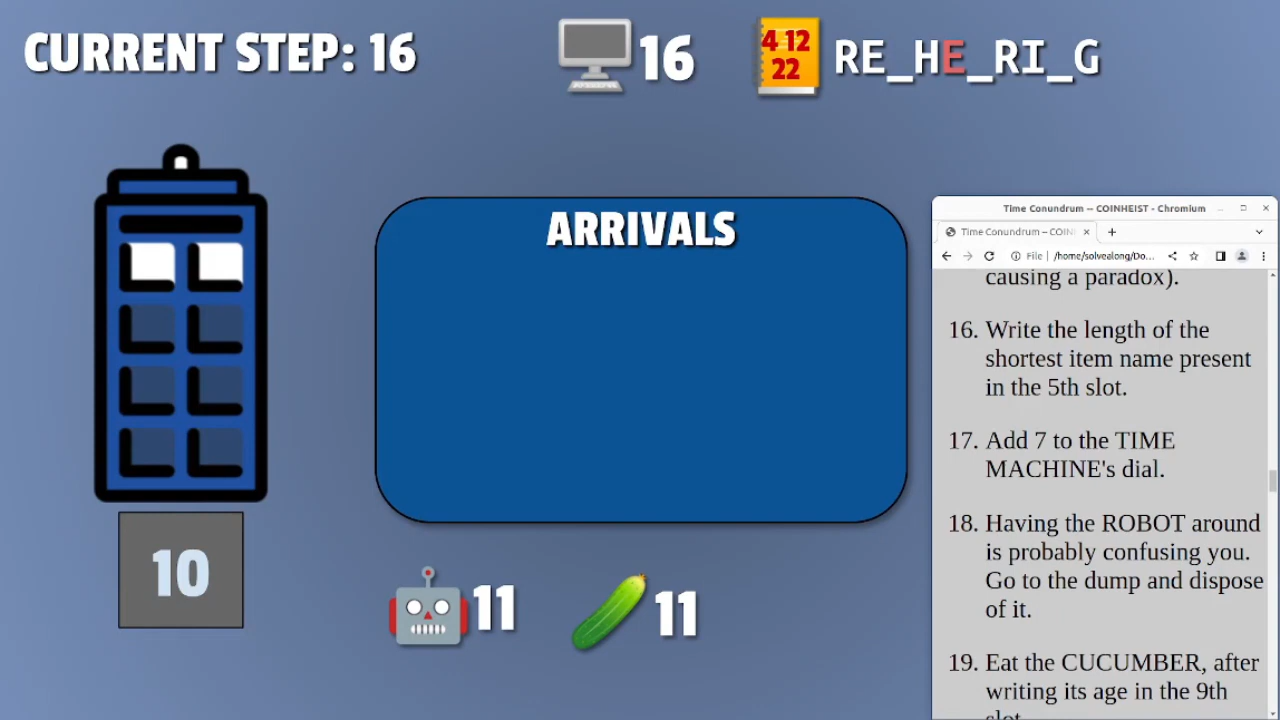 CURRENT STEP: 16
16
4 12
22
RE_HE_RI_G
ARRIVALS
10
11
11
Time Conundrum -- COINHEIST - Chromium
Time Conundrum – COIN
File
/home/solvealong/Do...
causing a paradox).
16. Write the length of the
shortest item name present
in the 5th slot.
17. Add 7 to the TIME
MACHINE's dial.
18. Having the ROBOT around
is probably confusing you.
Go to the dump and dispose
of it.
19. Eat the CUCUMBER, after
writing its age in the 9th
slot